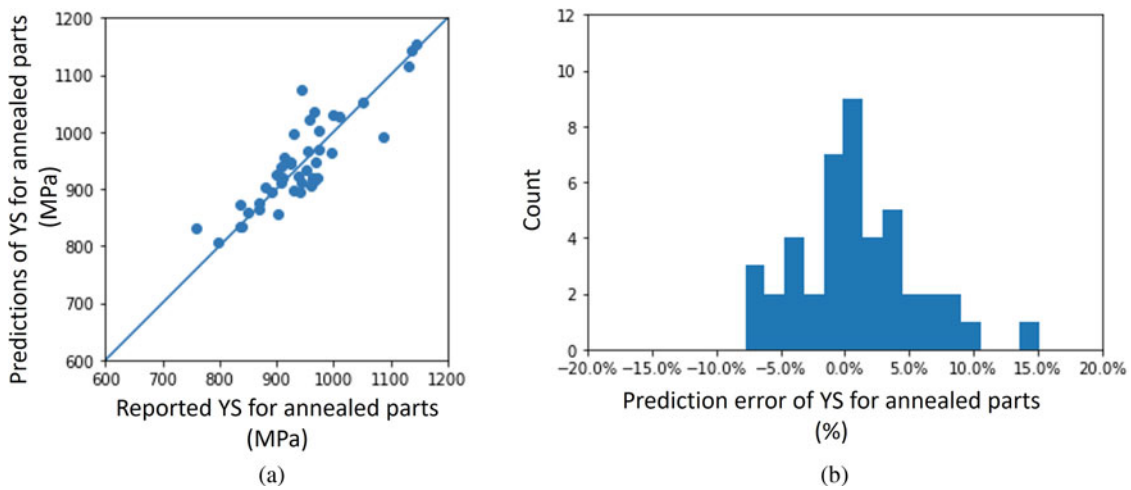 Predictions of YS for annealed parts
(MPa)
1200
1100
1000
900
800
700
600
600 700 800 900 1000 1100 1200
Reported YS for annealed parts
(MPa)
(a)
Count
12
10
8
6
4
2
0
−20.0% −15.0% −10.0% −5.0% 0.0% 5.0% 10.0% 15.0% 20.0%
Prediction error of YS for annealed parts
(%)
(b)